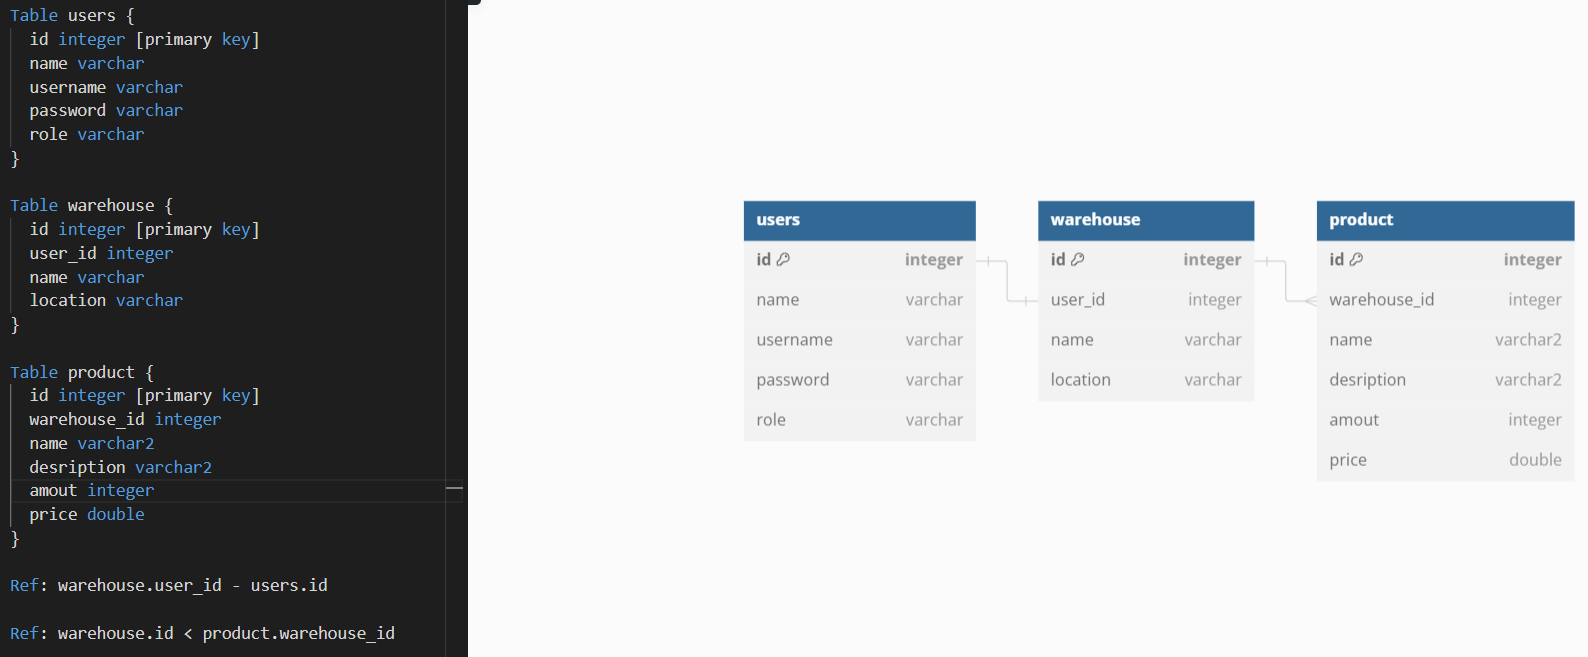 Table users {
id integer [primary key]
name varchar
username varchar
password varchar
role varchar
}
Table warehouse {
id integer [primary key]
user_id integer
name varchar
location varchar
}
Table product {
id integer [primary key]
warehouse_id integer
name varchar2
desription varchar2
amout integer
price double
}
Ref: warehouse.user_id - users.id
Ref: warehouse.id < product.warehouse_id
users
id integer
name varchar
username varchar
password varchar
role varchar
warehouse
id integer
user_id integer
name varchar
location varchar
product
id integer
warehouse_id integer
name varchar2
desription varchar2
amout integer
price double